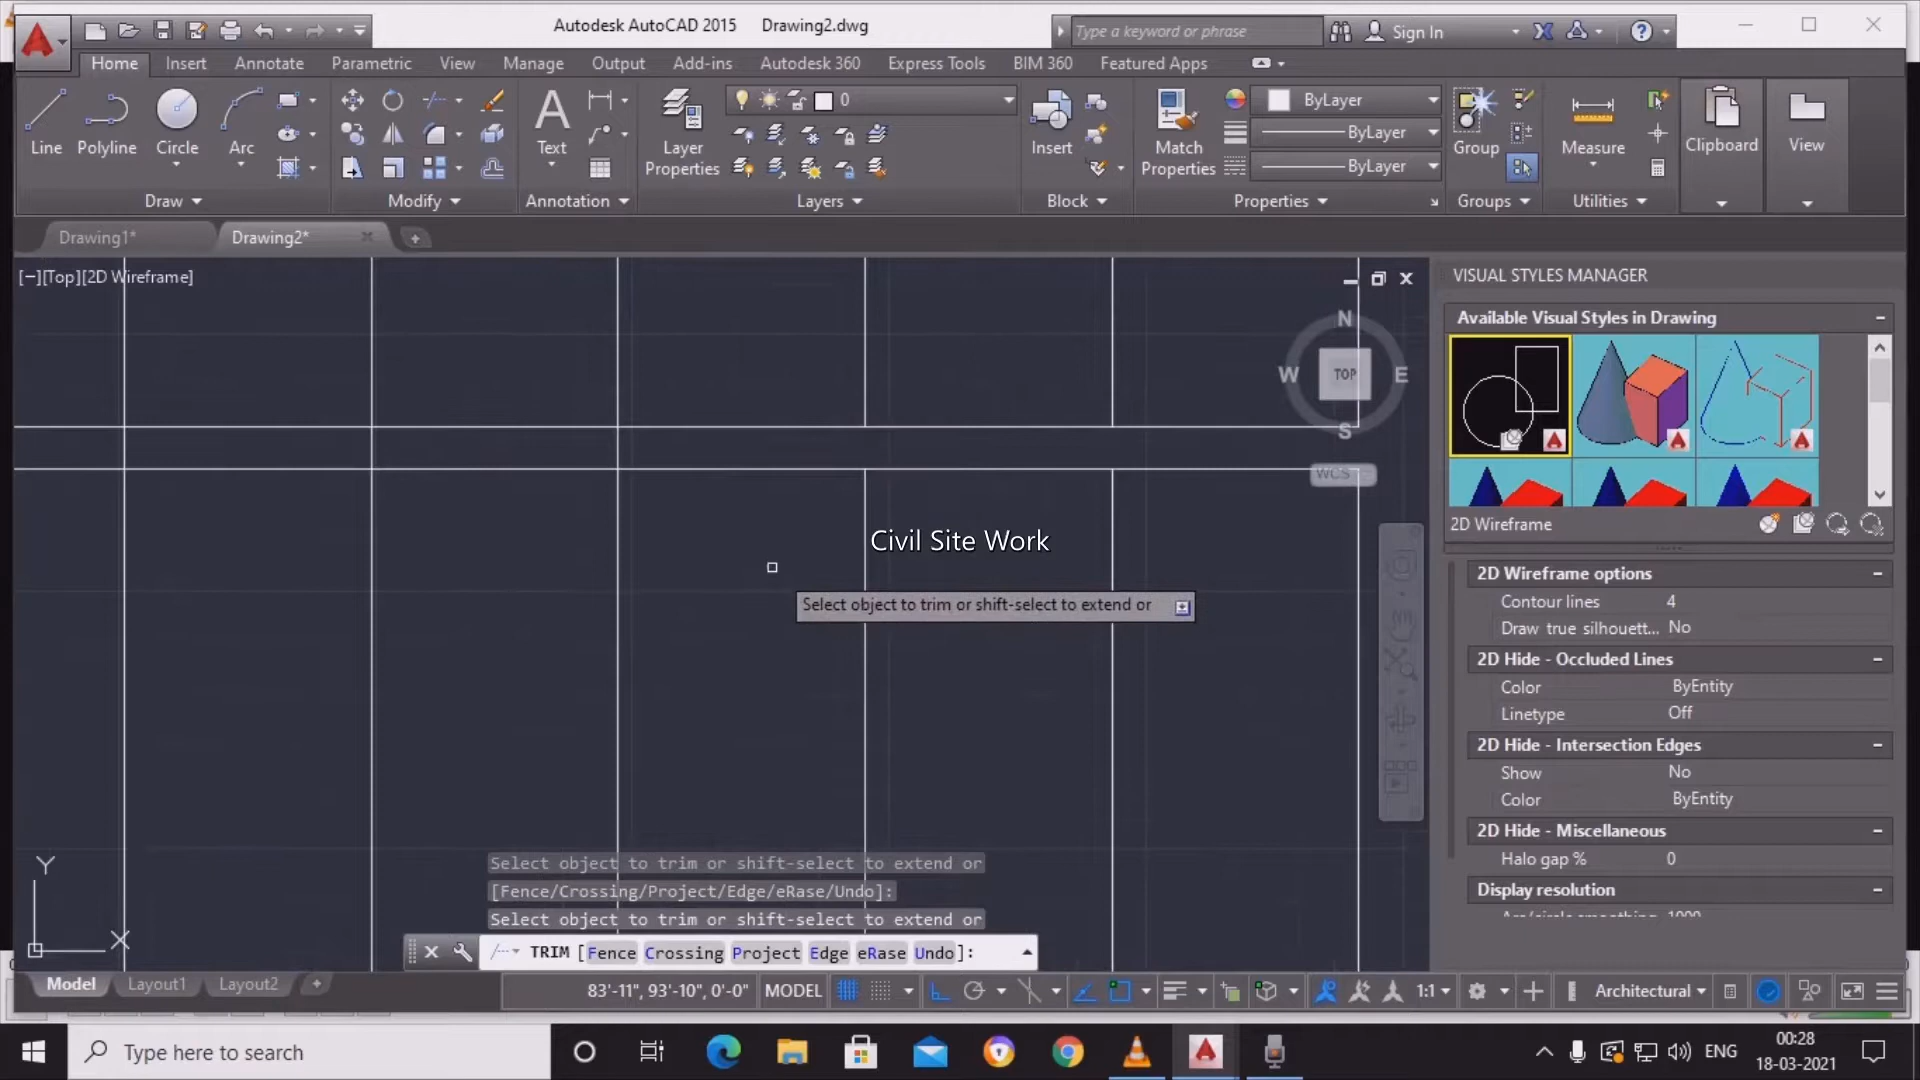 Autodesk AutoCAD 2015 Drawing2.dwg
Type a keyword or phrase
Sign In
Home Insert Annotate Parametric View Manage Output Add-ins Autodesk 360 Express Tools BIM 360 Featured Apps
0
ByLayer
ByLayer
ByLayer
Line Polyline Circle Arc
Text
Layer
Properties
Insert
Match
Properties
Group
Measure
Clipboard
View
Draw Modify Annotation Layers Block Properties Groups Utilities
Drawing1* Drawing2*
[−][Top][2D Wireframe]
N
W TOP E
S
WCS
Civil Site Work
Select object to trim or shift-select to extend or
Select object to trim or shift-select to extend or
[Fence/Crossing/Project/Edge/eRase/Undo]:
Select object to trim or shift-select to extend or
TRIM [Fence Crossing Project Edge eRase Undo]:
Y
X
VISUAL STYLES MANAGER
Available Visual Styles in Drawing
2D Wireframe
2D Wireframe options
Contour lines 4
Draw true silhouett... No
2D Hide - Occluded Lines
Color ByEntity
Linetype Off
2D Hide - Intersection Edges
Show No
Color ByEntity
2D Hide - Miscellaneous
Halo gap % 0
Display resolution
Model Layout1 Layout2
83'-11", 93'-10", 0'-0" MODEL
1:1
Architectural
Type here to search
ENG
00:28
18-03-2021